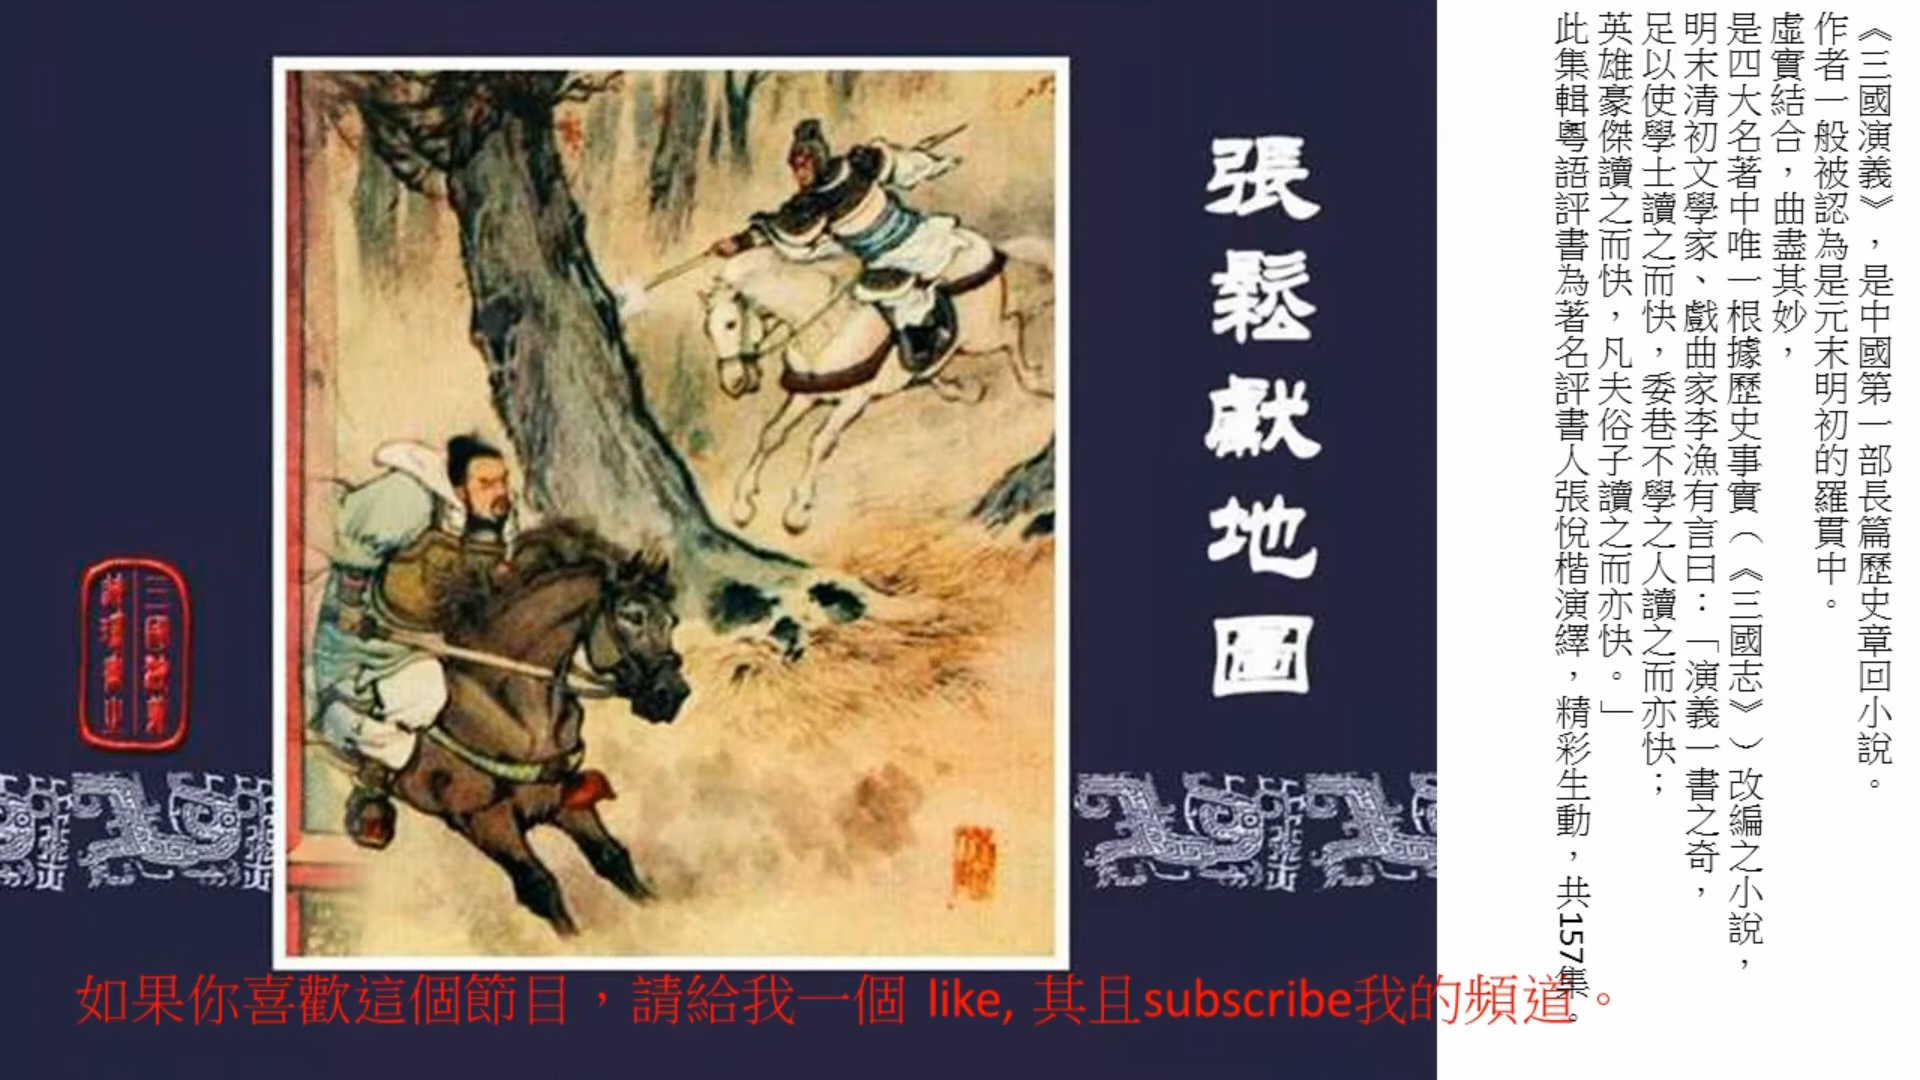 《三國演義》，是中國第一部長篇歷史章回小說。
作者一般被認為是元末明初的羅貫中。
虛實結合，曲盡其妙，
是四大名著中唯一根據歷史事實（《三國志》）改編之小說，
明末清初文學家、戲曲家李漁有言曰：「演義一書之奇，
足以使學士讀之而快，委巷不學之人讀之而亦快；
英雄豪傑讀之而快，凡夫俗子讀之而亦快。」
此集輯粵語評書為著名評書人張悅楷演繹，精彩生動，共157集。
張鬆獻地圖
如果你喜歡這個節目，請給我一個 like, 其且subscribe我的頻道。